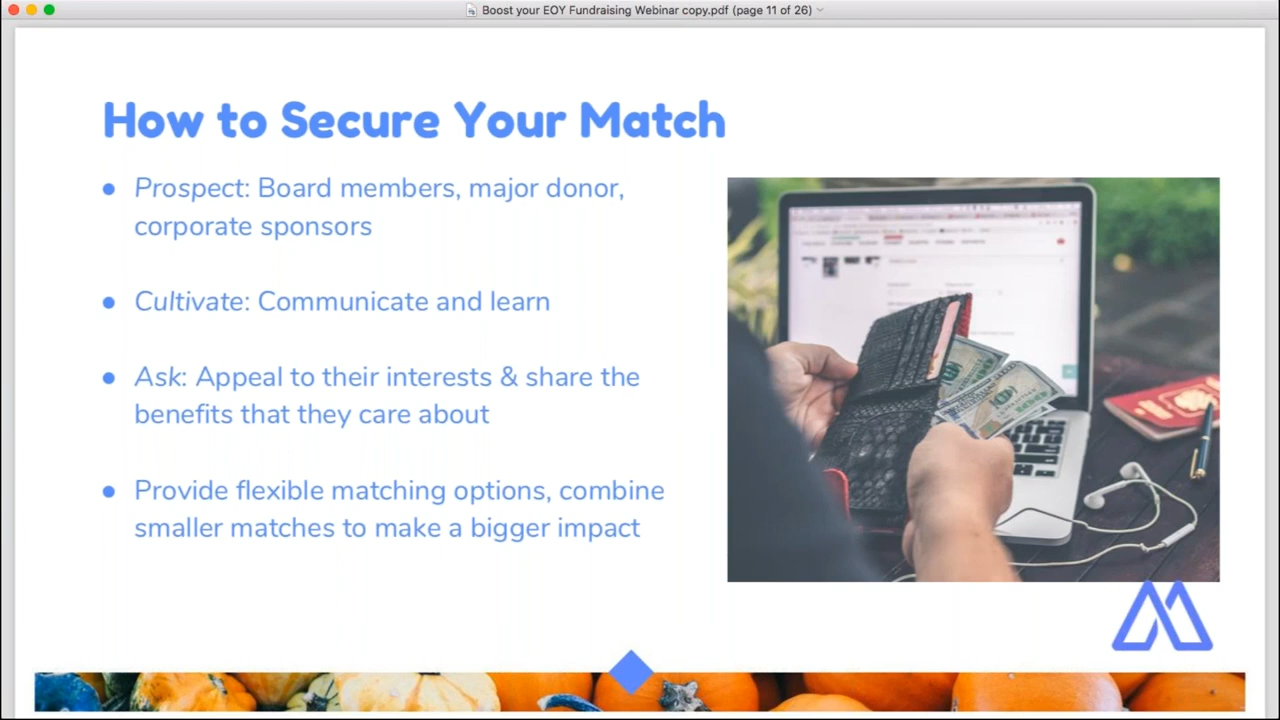 Boost your EOY Fundraising Webinar copy.pdf (page 11 of 26)
How to Secure Your Match
● Prospect: Board members, major donor,
corporate sponsors
● Cultivate: Communicate and learn
● Ask: Appeal to their interests & share the
benefits that they care about
● Provide flexible matching options, combine
smaller matches to make a bigger impact